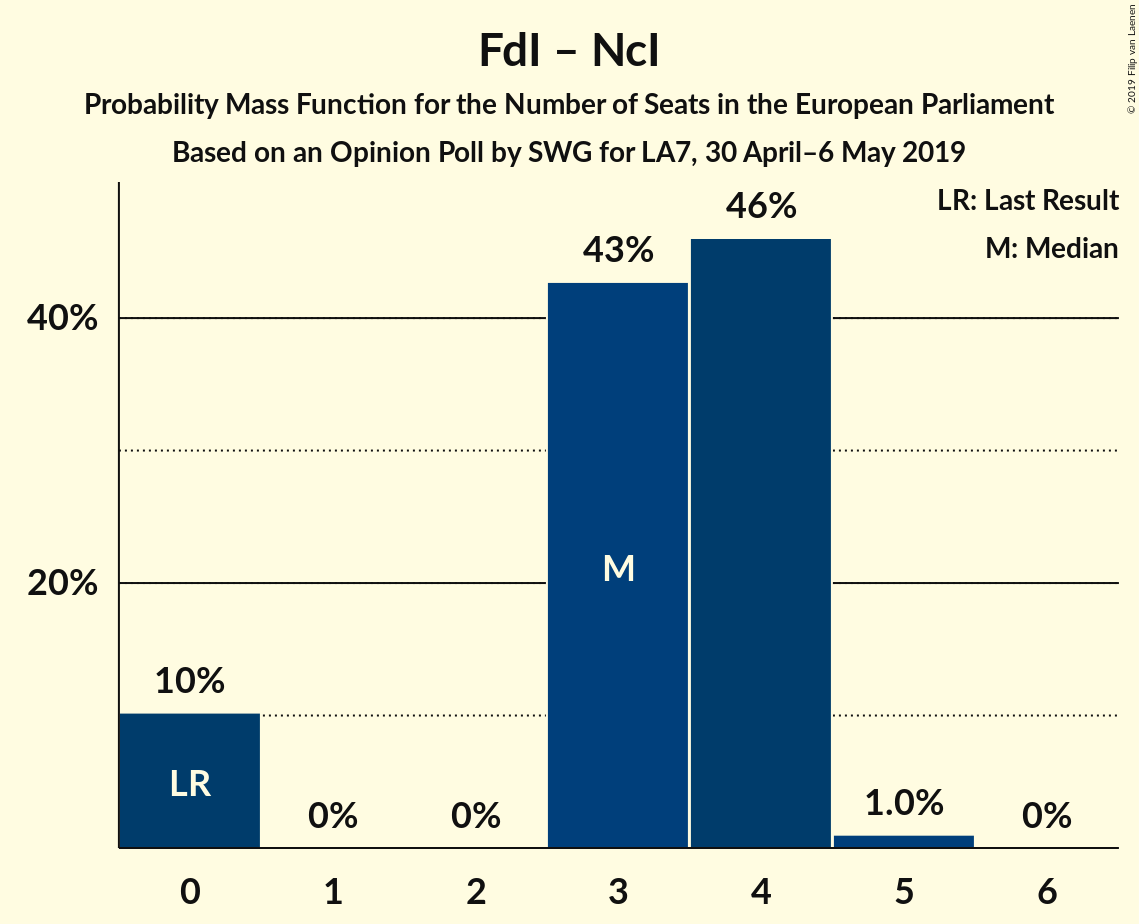 FdI – NcI
Probability Mass Function for the Number of Seats in the European Parliament
Based on an Opinion Poll by SWG for LA7, 30 April–6 May 2019
© 2019 Filip van Laenen
LR: Last Result
M: Median
46%
43%
40%
M
20%
10%
LR
0%
0%
1.0%
0%
0
1
2
3
4
5
6